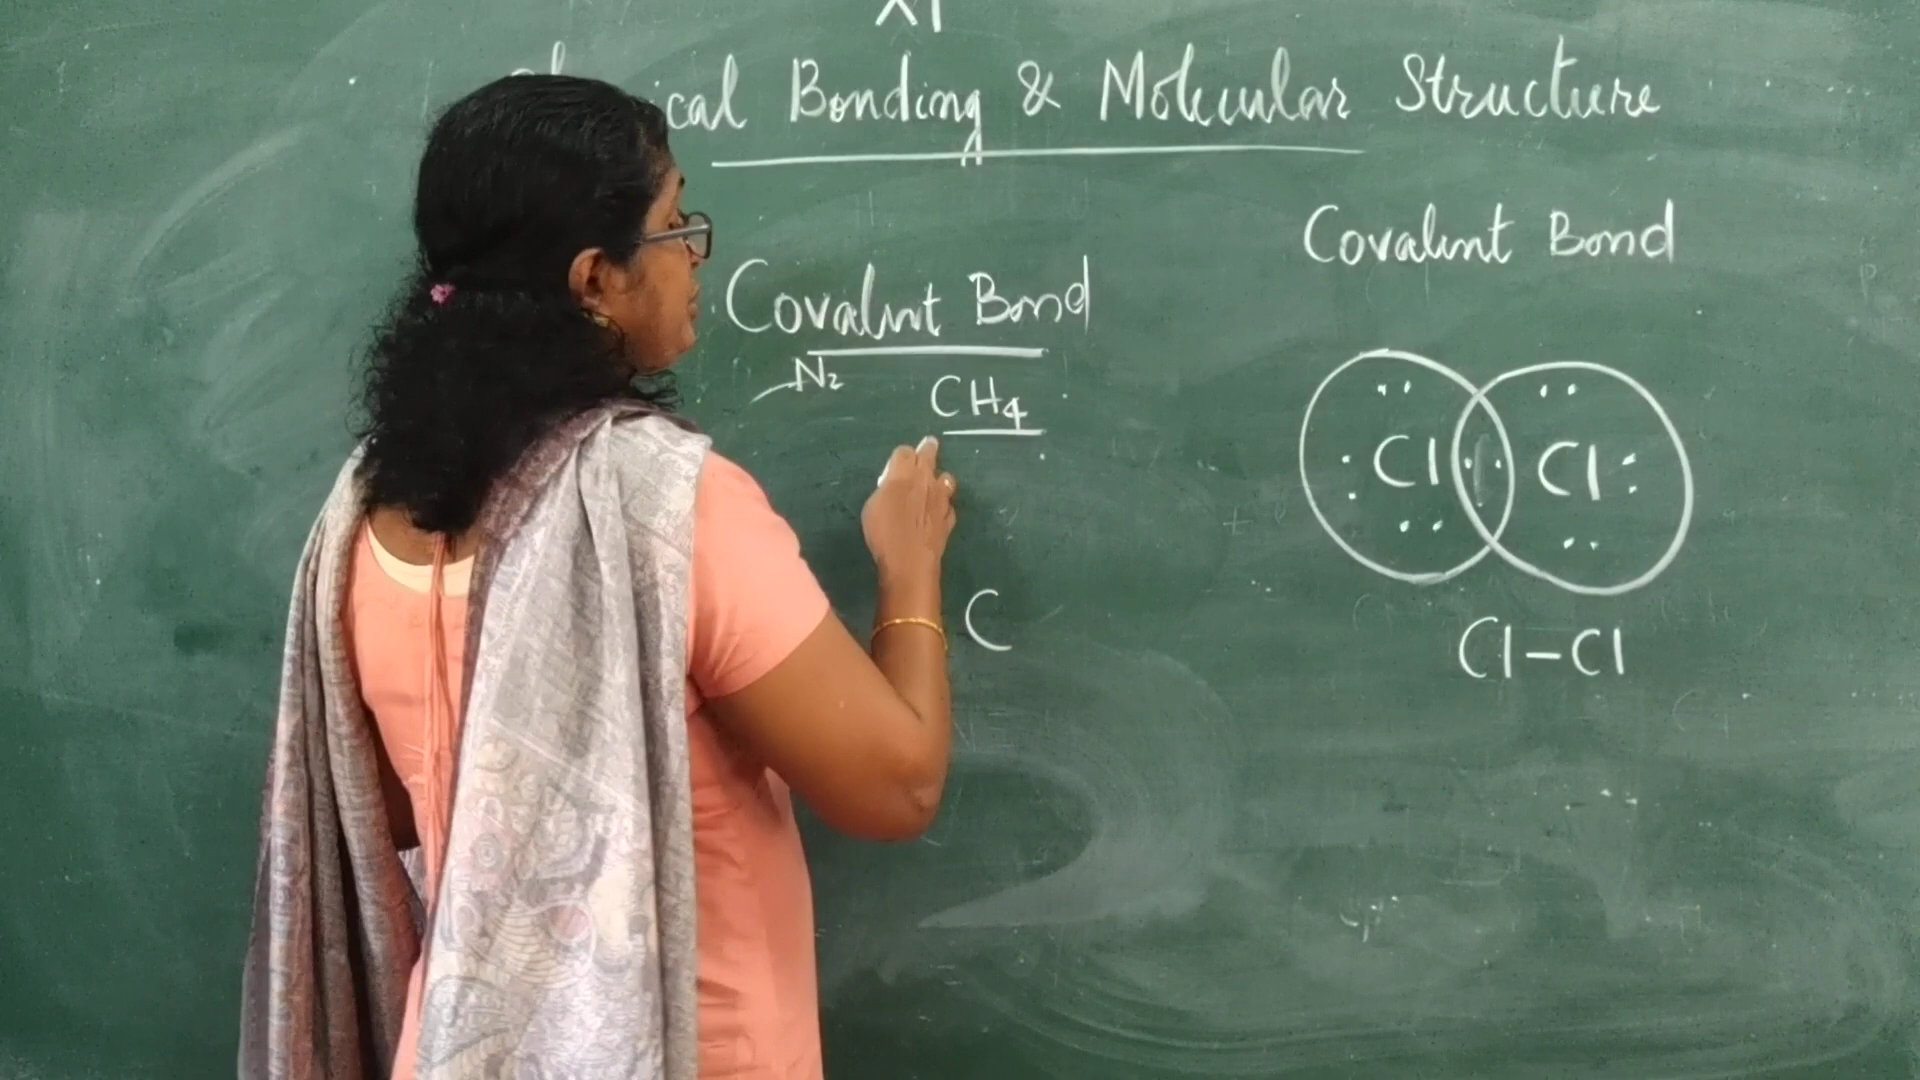 XI
ical Bonding & Molecular Structure
Covalent Bond
N₂
CH₄
C
Covalent Bond
Cl Cl
Cl–Cl